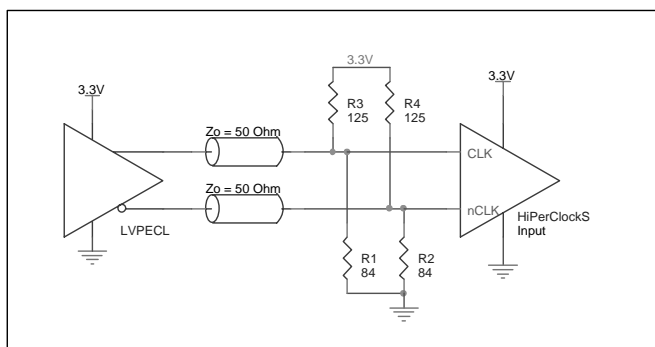 3.3V
3.3V
3.3V
R3
125
R4
125
Zo = 50 Ohm
CLK
Zo = 50 Ohm
nCLK
HiPerClockS
Input
LVPECL
R1
84
R2
84